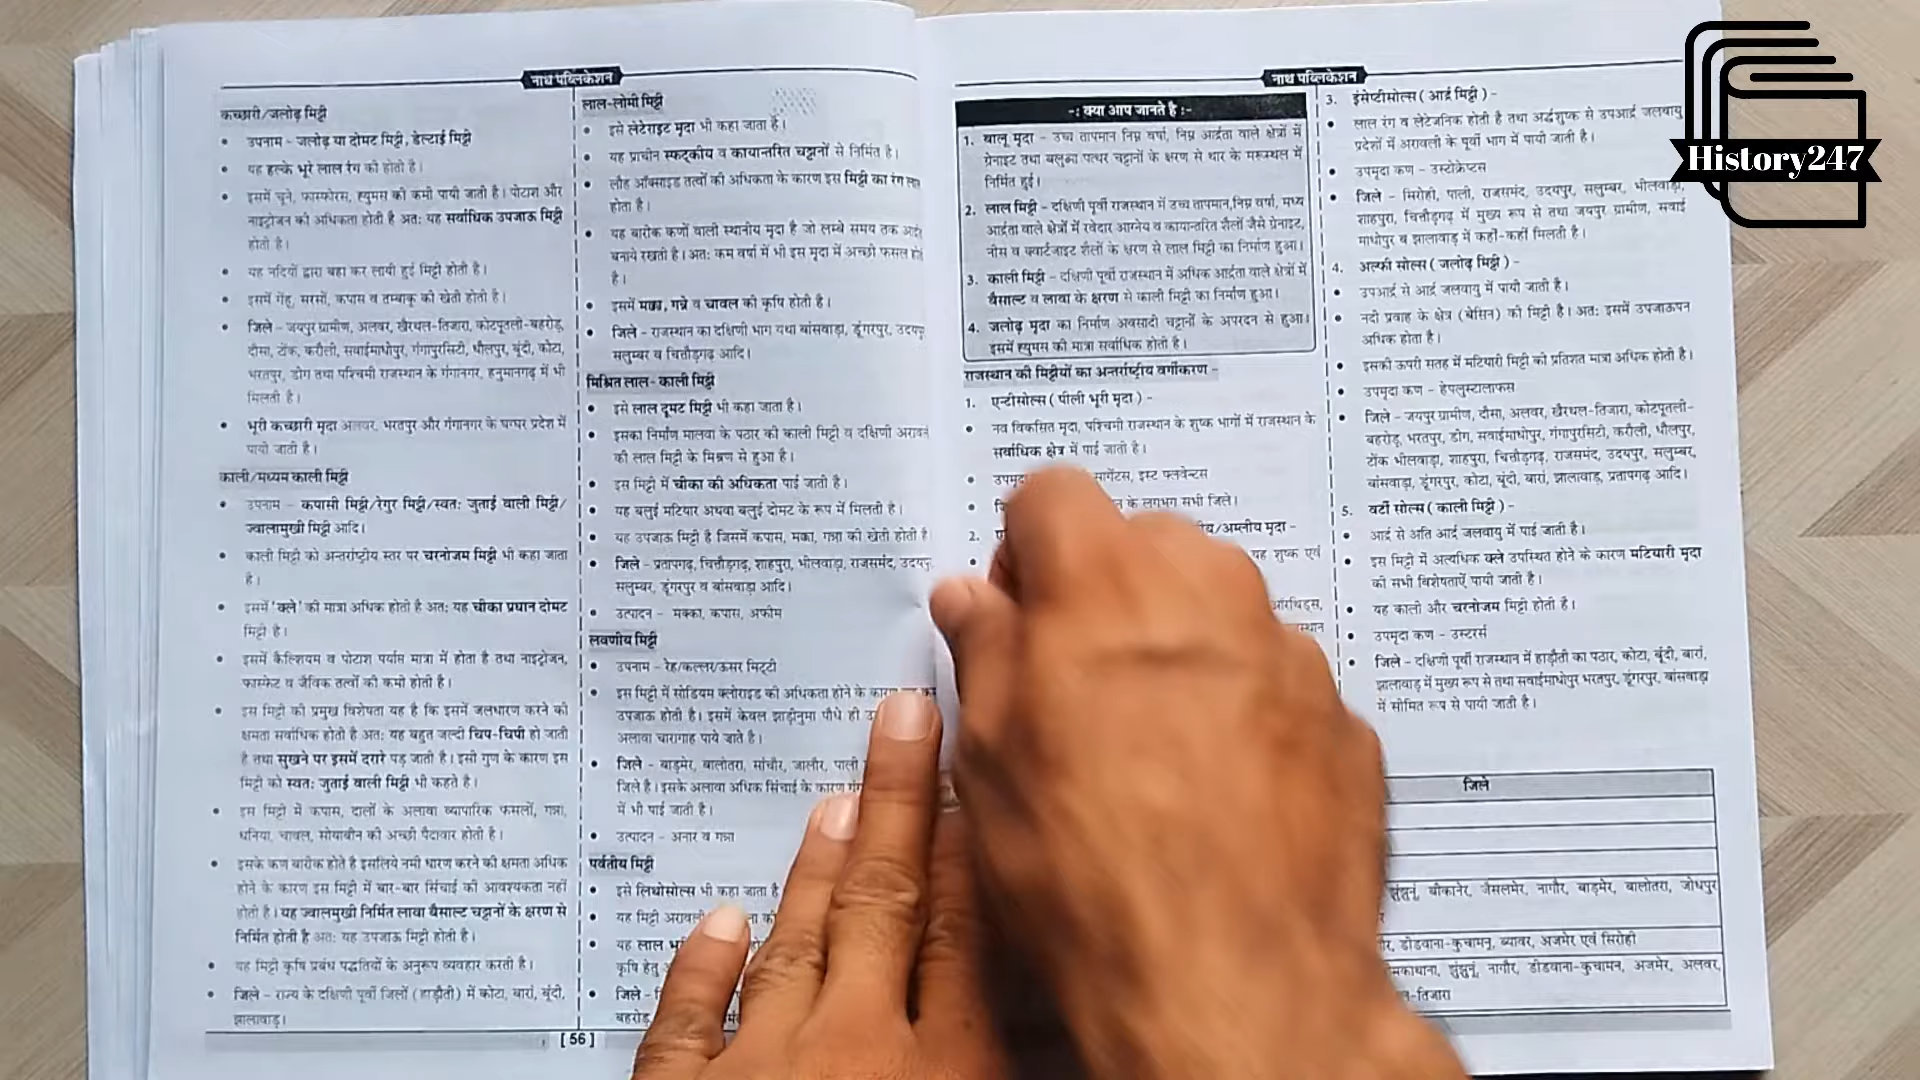 नाथ पब्लिकेशन
कच्छारी/जलोढ़ मिट्टी
• उपनाम - जलोढ़ या दोमट मिट्टी, डेल्टाई मिट्टी
• यह हल्के भूरे लाल रंग की होती है।
• इसमें चूने, फास्फोरस, ह्युमस की कमी पायी जाती है। पोटाश और
नाइट्रोजन की अधिकता होती है अतः यह सर्वाधिक उपजाऊ मिट्टी
होती है।
• यह नदियों द्वारा बहा कर लायी हुई मिट्टी होती है।
• इसमें गेंहू, सरसों, कपास व तम्बाकू की खेती होती है।
• जिले - जयपुर ग्रामीण, अलवर, खैरथल-तिजारा, कोटपूतली-बहरोड़,
दौसा, टोंक, करौली, सवाईमाधोपुर, गंगापुरसिटी, धौलपुर, बूंदी, कोटा,
भरतपुर, डीग तथा पश्चिमी राजस्थान के गंगानगर, हनुमानगढ़ में भी
मिलती है।
• भूरी कच्छारी मृदा अलवर, भरतपुर और गंगानगर के घग्घर प्रदेश में
पायी जाती है।
काली/मध्यम काली मिट्टी
• उपनाम - कपासी मिट्टी/रेगुर मिट्टी/स्वतः जुताई वाली मिट्टी/
ज्वालामुखी मिट्टी आदि।
• काली मिट्टी को अन्तर्राष्ट्रीय स्तर पर चरनोजम मिट्टी भी कहा जाता
है।
• इसमें 'क्ले' की मात्रा अधिक होती है अतः यह चीका प्रधान दोमट
मिट्टी है।
• इसमें कैल्शियम व पोटाश पर्याप्त मात्रा में होता है तथा नाइट्रोजन,
फास्फेट व जैविक तत्वों की कमी होती है।
• इस मिट्टी की प्रमुख विशेषता यह है कि इसमें जलधारण करने की
क्षमता सर्वाधिक होती है अतः यह बहुत जल्दी चिप-चिपी हो जाती
है तथा सुखने पर इसमें दरारे पड़ जाती है। इसी गुण के कारण इस
मिट्टी को स्वतः जुताई वाली मिट्टी भी कहते है।
• इस मिट्टी में कपास, दालों के अलावा व्यापारिक फसलों, गन्ना,
धनिया, चावल, सोयाबीन की अच्छी पैदावार होती है।
• इसके कण बारीक होते है इसलिये नमी धारण करने की क्षमता अधिक
होने के कारण इस मिट्टी में बार-बार सिंचाई की आवश्यकता नहीं
होती है। यह ज्वालामुखी निर्मित लावा बैसाल्ट चट्टानों के क्षरण से
निर्मित होती है अतः यह उपजाऊ मिट्टी होती है।
• यह मिट्टी कृषि प्रबंध पद्धतियों के अनुरूप व्यवहार करती है।
• जिले - राज्य के दक्षिणी पूर्वी जिलों (हाड़ौती) में कोटा, बारां, बूंदी,
झालावाड़।
लाल-लोमी मिट्टी
• इसे लेटेराइट मृदा भी कहा जाता है।
• यह प्राचीन स्फट्कीय व कायान्तरित चट्टानों से निर्मित है।
• लौह ऑक्साइड तत्वों की अधिकता के कारण इस मिट्टी का रंग
होता है।
• यह बारीक कणों वाली स्थानीय मृदा है जो लम्बे समय तक
बनाये रखती है। अतः कम वर्षा में भी इस मृदा में अच्छी फसल
है।
• इसमें मक्का, गन्ने व चावल की कृषि होती है।
• जिले - राजस्थान का दक्षिणी भाग यथा बांसवाड़ा, डूंगरपुर,
सलुम्बर व चित्तौड़गढ़ आदि।
मिश्रित लाल- काली मिट्टी
• इसे लाल दूमट मिट्टी भी कहा जाता है।
• इसका निर्माण मालवा के पठार की काली मिट्टी व दक्षिणी
की लाल मिट्टी के मिश्रण से हुआ है।
• इस मिट्टी में चीका की अधिकता पाई जाती है।
• यह बलुई मटियार अथवा बलुई दोमट के रूप में मिलती है।
• यह उपजाऊ मिट्टी है जिसमें कपास, मक्का, गन्ना की खेती होती है
• जिले - प्रतापगढ़, चित्तौड़गढ़, शाहपुरा, भीलवाड़ा, राजसमंद,
सलुम्बर, डूंगरपुर व बांसवाड़ा आदि।
• उत्पादन - मक्का, कपास, अफीम
लवणीय मिट्टी
• उपनाम - रेह/कल्लर/ऊसर मिट्टी
• इस मिट्टी में सोडियम क्लोराइड की अधिकता होने के
उपजाऊ होती है। इसमें केवल झाड़ीनुमा पौधे ही
अलावा चारागाह पाये जाते है।
• जिले - बाड़मेर, बालोतरा, सांचौर, जालौर, पाली
जिले है। इसके अलावा अधिक सिंचाई के कारण
में भी पाई जाती है।
• उत्पादन - अनार व गन्ना
पर्वतीय मिट्टी
• इसे लिथोसोल्स भी कहा जाता है
• यह मिट्टी अरावली
• यह लाल
कृषि हेतु
• जिले -
बहरोड़
[ 56 ]
नाथ पब्लिकेशन
-: क्या आप जानते है :-
1. बालू मृदा - उच्च तापमान निम्न वर्षा, निम्न आर्द्रता वाले क्षेत्रों में
ग्रेनाइट तथा बलुआ पत्थर चट्टानों के क्षरण से थार के मरूस्थल में
निर्मित हुई।
2. लाल मिट्टी - दक्षिणी पूर्वी राजस्थान में उच्च तापमान,निम्न वर्षा, मध्य
आर्द्रता वाले क्षेत्रों में रवेदार आग्नेय व कायान्तरित शैलों जैसे ग्रेनाइट,
नीस व क्वार्टजाइट शैलों के क्षरण से लाल मिट्टी का निर्माण हुआ।
3. काली मिट्टी - दक्षिणी पूर्वी राजस्थान में अधिक आर्द्रता वाले क्षेत्रों में
बैसाल्ट व लावा के क्षरण से काली मिट्टी का निर्माण हुआ।
4. जलोढ़ मृदा का निर्माण अवसादी चट्टानों के अपरदन से हुआ।
इसमें ह्युमस की मात्रा सर्वाधिक होती है।
राजस्थान की मिट्टीयों का अन्तर्राष्ट्रीय वर्गीकरण -
1. एन्टीसोल्स ( पीली भूरी मृदा ) -
• नव विकसित मृदा, पश्चिमी राजस्थान के शुष्क भागों में राजस्थान के
सर्वाधिक क्षेत्र में पाई जाती है।
• इस्ट फ्लवेन्टस
• के लगभग सभी जिले।
2. /अम्लीय मृदा -
• यह शुष्क एवं
3. इंसेप्टीसोल्स ( आर्द्र मिट्टी ) -
• लाल रंग व लेटेजनिक होती है तथा अर्द्धशुष्क से उपआर्द्र जलवायु
प्रदेशों में अरावली के पूर्वी भाग में पायी जाती है।
• उपमृदा कण - उस्टोक्रेप्टस
• जिले - सिरोही, पाली, राजसमंद, उदयपुर, सलुम्बर, भीलवाड़ा,
शाहपुरा, चित्तौड़गढ़ में मुख्य रूप से तथा जयपुर ग्रामीण, सवाई
माधोपुर व झालावाड़ में कहीं-कहीं मिलती है।
4. अल्फी सोल्स ( जलोढ़ मिट्टी ) -
• उपआर्द्र से आर्द्र जलवायु में पायी जाती है।
• नदी प्रवाह के क्षेत्र (बेसिन) की मिट्टी है। अतः इसमें उपजाऊपन
अधिक होता है।
• इसकी ऊपरी सतह में मटियारी मिट्टी की प्रतिशत मात्रा अधिक होती है।
• उपमृदा कण - हेपलुस्टालाफस
• जिले - जयपुर ग्रामीण, दौसा, अलवर, खैरथल-तिजारा, कोटपूतली-
बहरोड़, भरतपुर, डीग, सवाईमाधोपुर, गंगापुरसिटी, करौली, धौलपुर,
टोंक भीलवाड़ा, शाहपुरा, चित्तौड़गढ़, राजसमंद, उदयपुर, सलुम्बर,
बांसवाड़ा, डूंगरपुर, कोटा, बूंदी, बारां, झालावाड़, प्रतापगढ़ आदि।
5. वर्टी सोल्स ( काली मिट्टी ) -
• आर्द्र से अति आर्द्र जलवायु में पाई जाती है।
• इस मिट्टी में अत्यधिक क्ले उपस्थित होने के कारण मटियारी मृदा
की सभी विशेषताऐं पायी जाती है।
• यह काली और चरनोजम मिट्टी होती है।
• उपमृदा कण - उस्टरर्स
• जिले - दक्षिणी पूर्वी राजस्थान में हाड़ौती का पठार, कोटा, बूंदी, बारां,
झालावाड़ में मुख्य रूप से तथा सवाईमाधोपुर भरतपुर, डूंगरपुर, बांसवाड़ा
में सीमित रूप से पायी जाती है।
जिले
झुंझुनूं, बीकानेर, जैसलमेर, नागौर, बाड़मेर, बालोतरा, जोधपुर
डीडवाना-कुचामन, ब्यावर, अजमेर एवं सिरोही
झुंझुनूं, नागौर, डीडवाना-कुचामन, अजमेर, अलवर,
तिजारा
History247